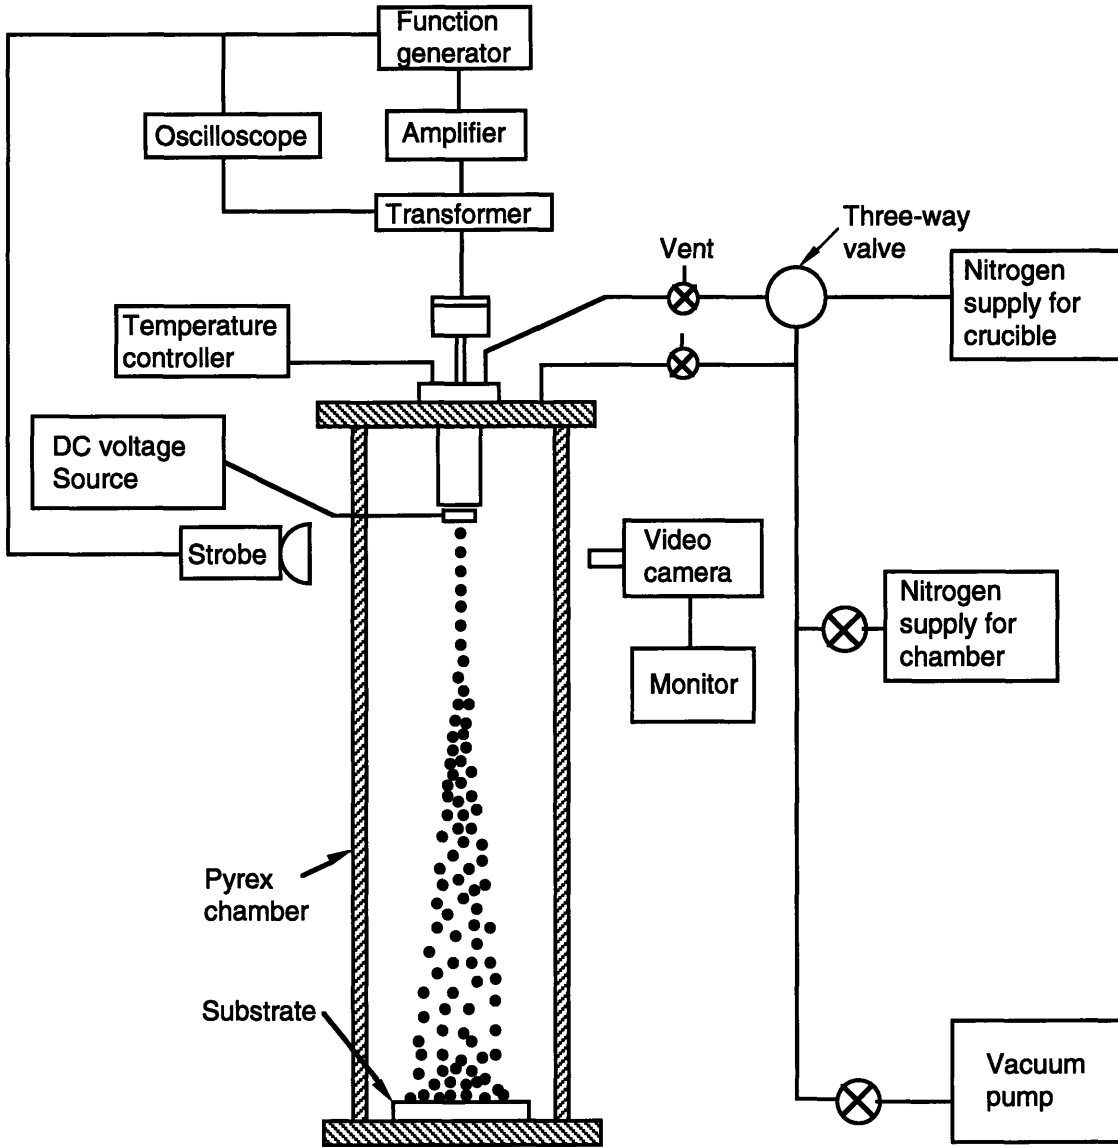 Function
generator
Oscilloscope
Amplifier
Transformer
Three-way
valve
Vent
Nitrogen
supply for
crucible
Temperature
controller
DC voltage
Source
Strobe
Video
camera
Nitrogen
supply for
chamber
Monitor
Pyrex
chamber
Substrate
Vacuum
pump